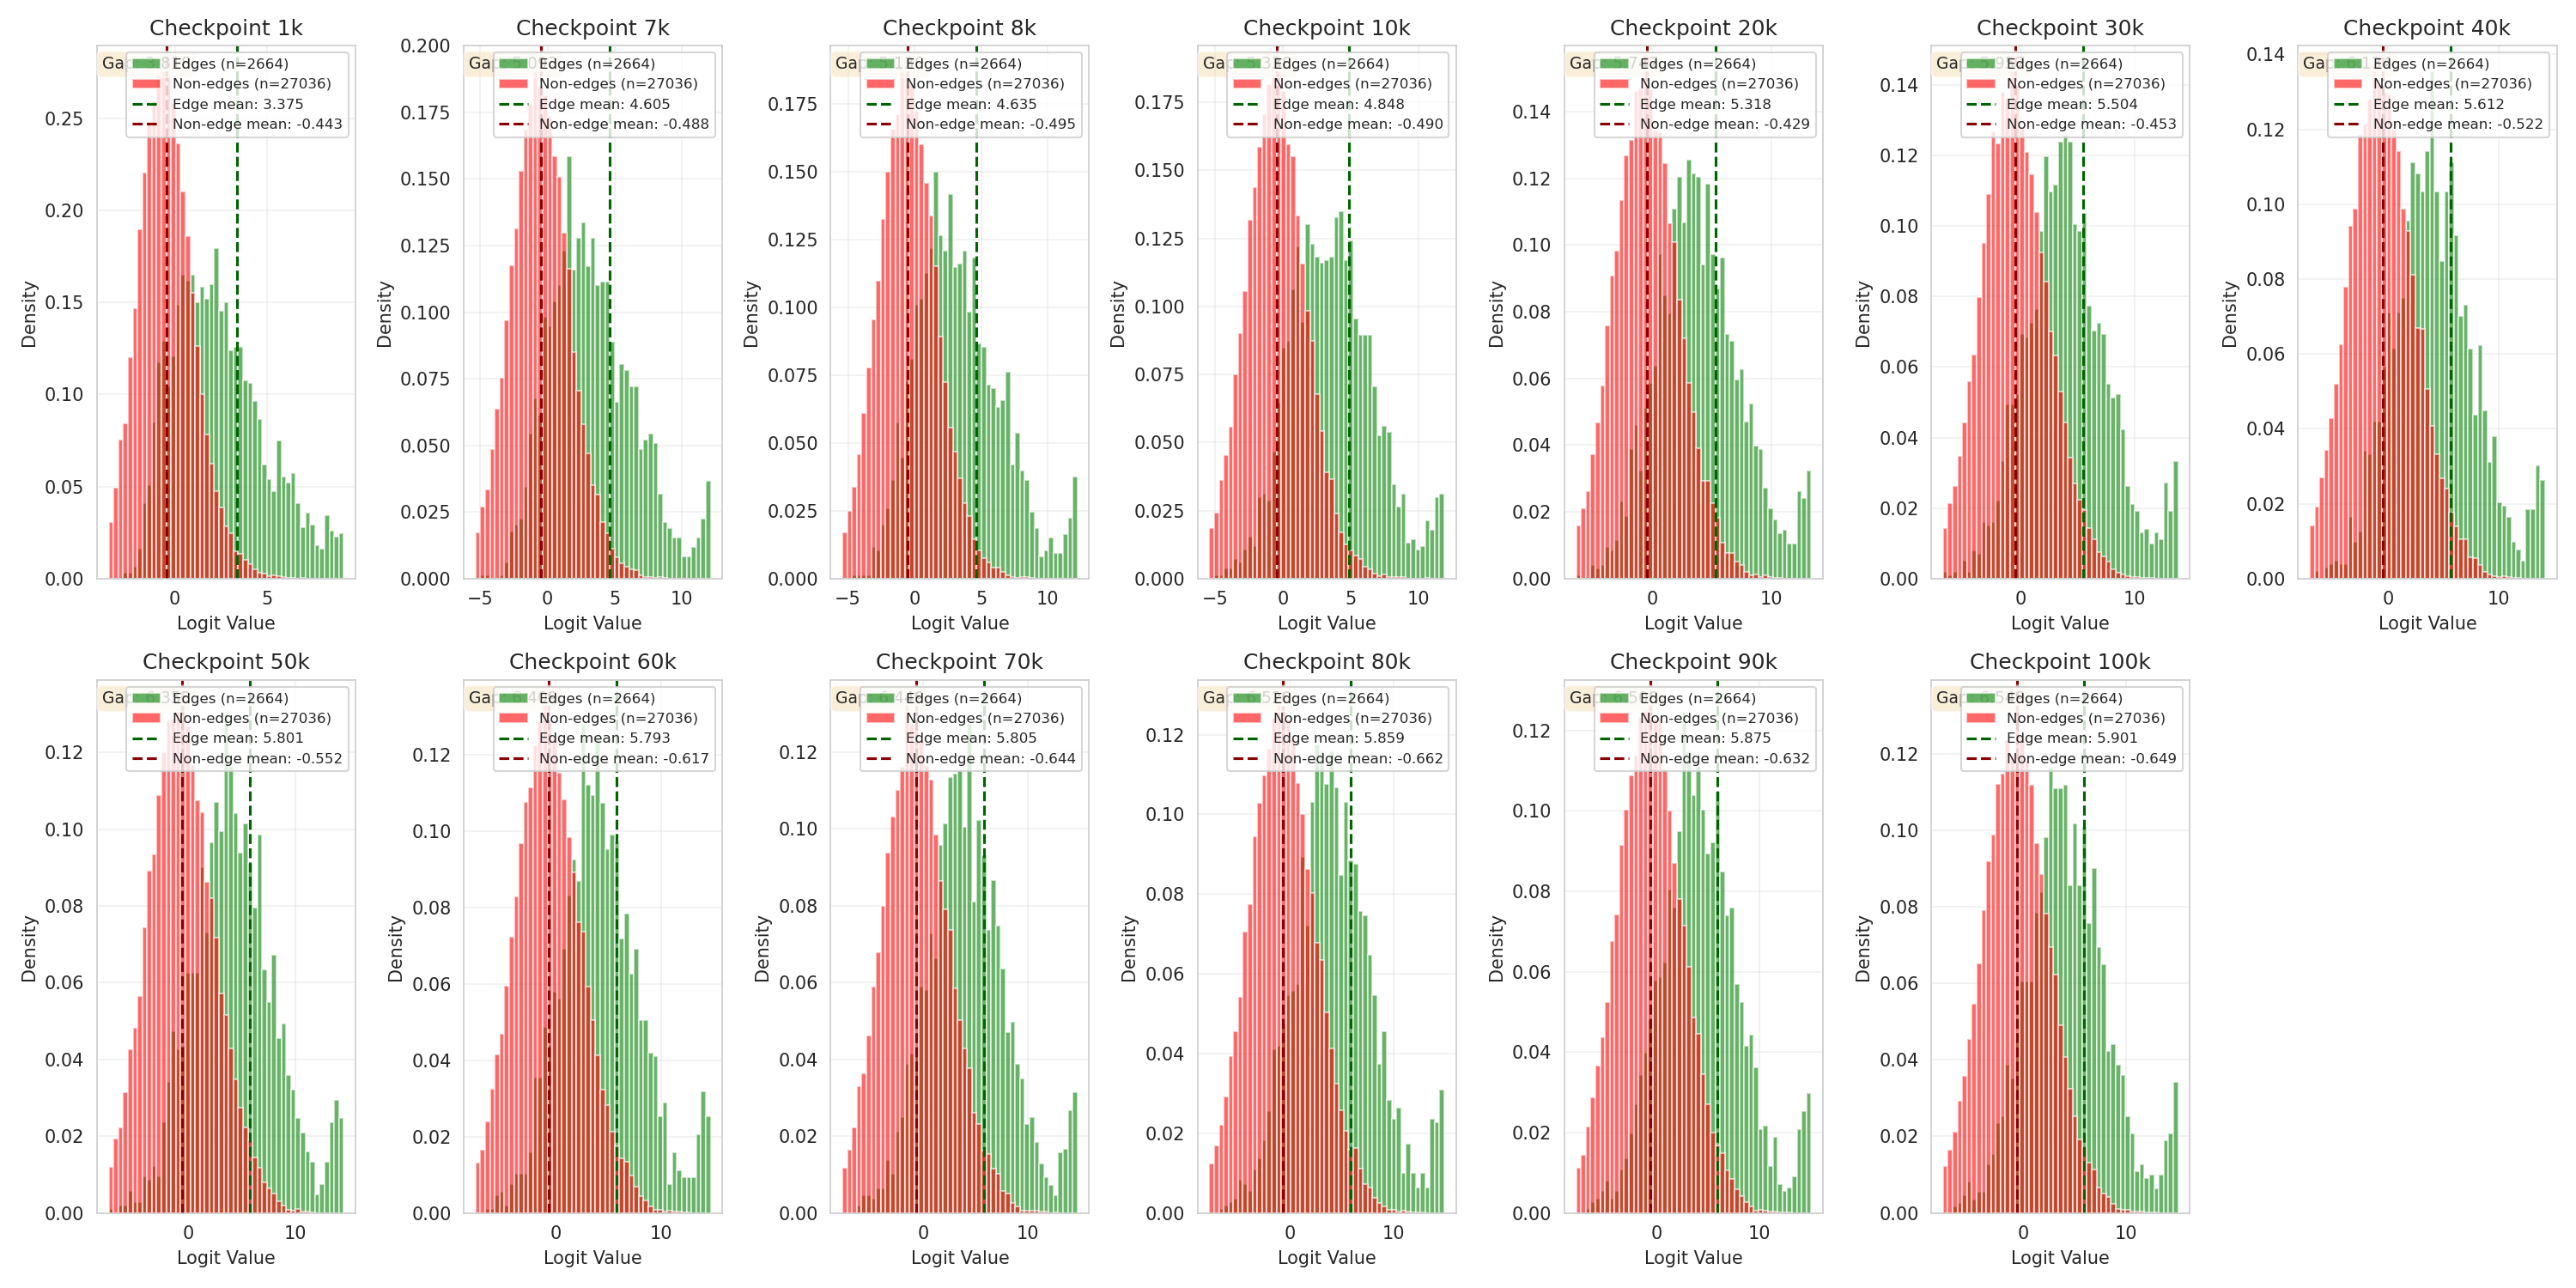 Checkpoint 1k
Edges (n=2664)
Non-edges (n=27036)
Edge mean: 3.375
Non-edge mean: -0.443
0.25
0.20
0.15
0.10
0.05
0.00
Density
0 5
Logit Value
Checkpoint 7k
Edges (n=2664)
Non-edges (n=27036)
Edge mean: 4.605
Non-edge mean: -0.488
0.200
0.175
0.150
0.125
0.100
0.075
0.050
0.025
0.000
Density
−5 0 5 10
Logit Value
Checkpoint 8k
Edges (n=2664)
Non-edges (n=27036)
Edge mean: 4.635
Non-edge mean: -0.495
0.175
0.150
0.125
0.100
0.075
0.050
0.025
0.000
Density
−5 0 5 10
Logit Value
Checkpoint 10k
Edges (n=2664)
Non-edges (n=27036)
Edge mean: 4.848
Non-edge mean: -0.490
0.175
0.150
0.125
0.100
0.075
0.050
0.025
0.000
Density
−5 0 5 10
Logit Value
Checkpoint 20k
Edges (n=2664)
Non-edges (n=27036)
Edge mean: 5.318
Non-edge mean: -0.429
0.14
0.12
0.10
0.08
0.06
0.04
0.02
0.00
Density
0 10
Logit Value
Checkpoint 30k
Edges (n=2664)
Non-edges (n=27036)
Edge mean: 5.504
Non-edge mean: -0.453
0.14
0.12
0.10
0.08
0.06
0.04
0.02
0.00
Density
0 10
Logit Value
Checkpoint 40k
Edges (n=2664)
Non-edges (n=27036)
Edge mean: 5.612
Non-edge mean: -0.522
0.14
0.12
0.10
0.08
0.06
0.04
0.02
0.00
Density
0 10
Logit Value
Checkpoint 50k
Edges (n=2664)
Non-edges (n=27036)
Edge mean: 5.801
Non-edge mean: -0.552
0.12
0.10
0.08
0.06
0.04
0.02
0.00
Density
0 10
Logit Value
Checkpoint 60k
Edges (n=2664)
Non-edges (n=27036)
Edge mean: 5.793
Non-edge mean: -0.617
0.12
0.10
0.08
0.06
0.04
0.02
0.00
Density
0 10
Logit Value
Checkpoint 70k
Edges (n=2664)
Non-edges (n=27036)
Edge mean: 5.805
Non-edge mean: -0.644
0.12
0.10
0.08
0.06
0.04
0.02
0.00
Density
0 10
Logit Value
Checkpoint 80k
Edges (n=2664)
Non-edges (n=27036)
Edge mean: 5.859
Non-edge mean: -0.662
0.12
0.10
0.08
0.06
0.04
0.02
0.00
Density
0 10
Logit Value
Checkpoint 90k
Edges (n=2664)
Non-edges (n=27036)
Edge mean: 5.875
Non-edge mean: -0.632
0.12
0.10
0.08
0.06
0.04
0.02
0.00
Density
0 10
Logit Value
Checkpoint 100k
Edges (n=2664)
Non-edges (n=27036)
Edge mean: 5.901
Non-edge mean: -0.649
0.12
0.10
0.08
0.06
0.04
0.02
0.00
Density
0 10
Logit Value